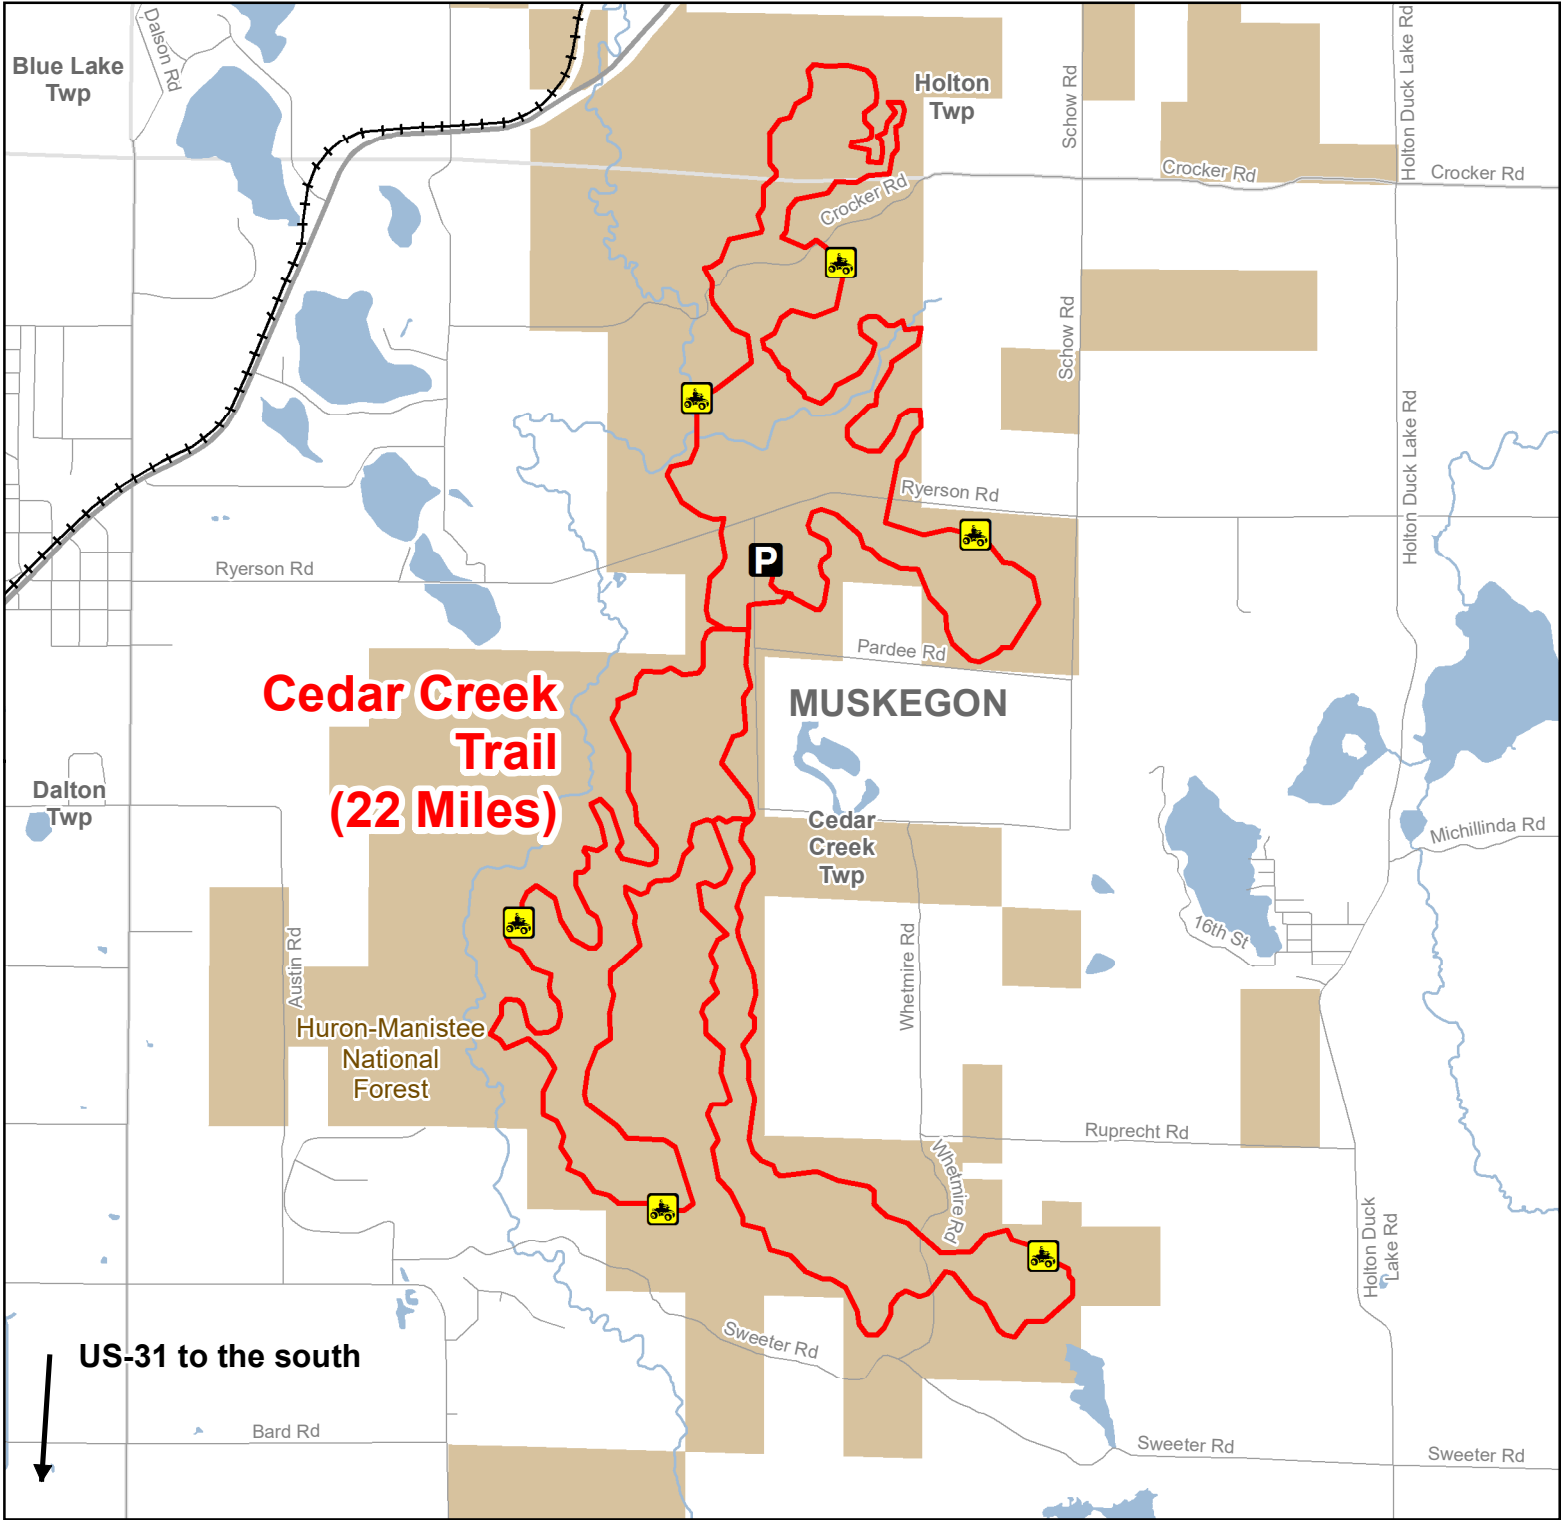 Blue Lake
Twp
Dalson Rd
Holton
Twp
Schow Rd
Holton Duck Lake Rd
Crocker Rd
Crocker Rd
Crocker Rd
Schow Rd
Holton Duck Lake Rd
Ryerson Rd
P
Ryerson Rd
Pardee Rd
Cedar Creek
Trail
(22 Miles)
MUSKEGON
Dalton
Twp
Cedar
Creek
Twp
Michillinda Rd
16th St
Austin Rd
Whetmire Rd
Huron-Manistee
National
Forest
Ruprecht Rd
Whetmire Rd
Holton Duck
Lake Rd
Sweeter Rd
US-31 to the south
Bard Rd
Sweeter Rd
Sweeter Rd